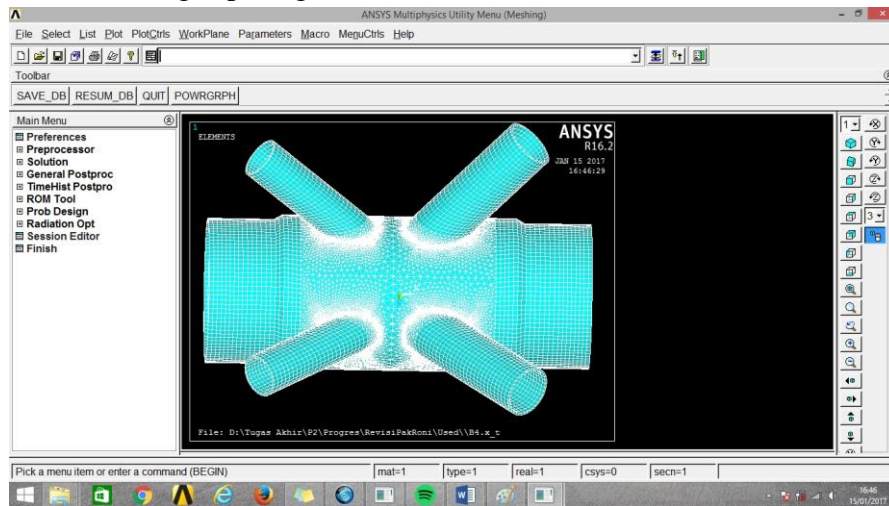 ANSYS Multiphysics Utility Menu (Meshing)
File Select List Plot PlotCtrls WorkPlane Parameters Macro MenuCtrls Help
Toolbar
SAVE_DB RESUM_DB QUIT POWRGRPH
Main Menu
Preferences
Preprocessor
Solution
General Postproc
TimeHist Postpro
ROM Tool
Prob Design
Radiation Opt
Session Editor
Finish
1
ELEMENTS
ANSYS
R16.2
JAN 15 2017
16:46:29
File: D:\Tugas Akhir\P2\Progres\RevisiPakRoni\Used\\B4.x_t
1
3
Pick a menu item or enter a command (BEGIN) mat=1 type=1 real=1 csys=0 secn=1
16:46
15/01/2017